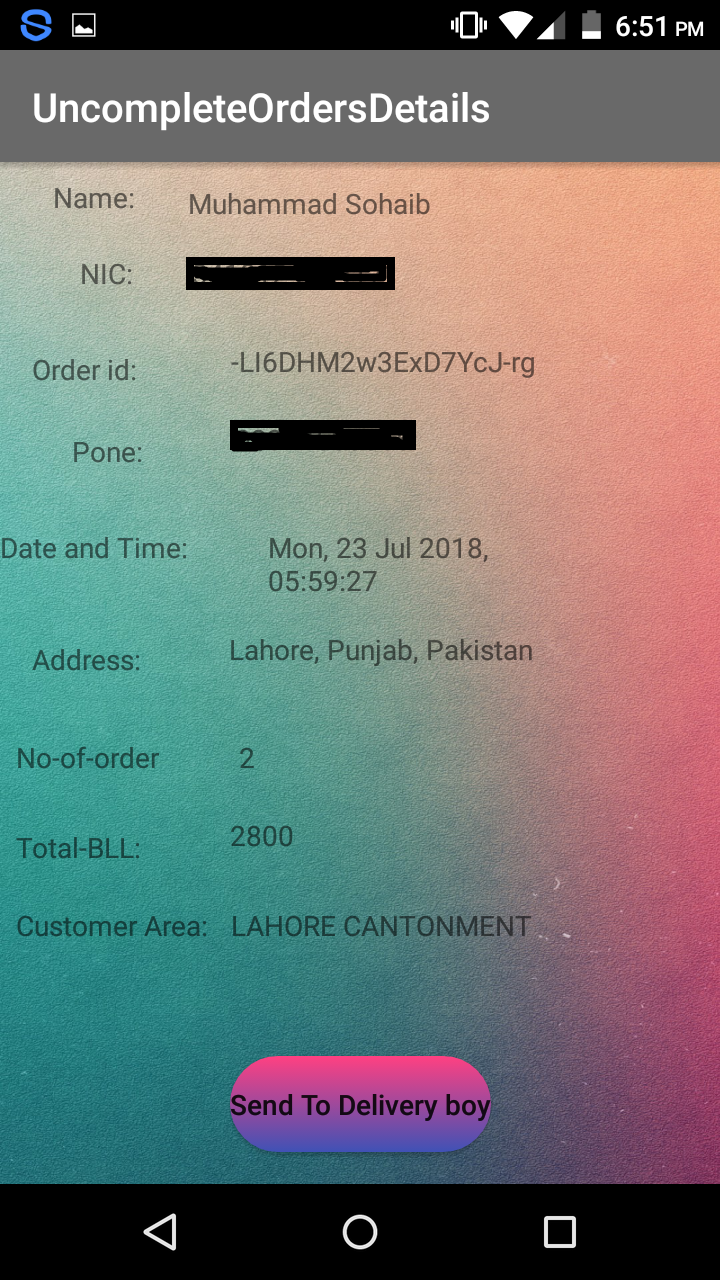 6:51 PM
UncompleteOrdersDetails
Name: Muhammad Sohaib
NIC:
Order id: -LI6DHM2w3ExD7YcJ-rg
Pone:
Date and Time: Mon, 23 Jul 2018,
05:59:27
Address: Lahore, Punjab, Pakistan
No-of-order 2
Total-BLL: 2800
Customer Area: LAHORE CANTONMENT
Send To Delivery boy